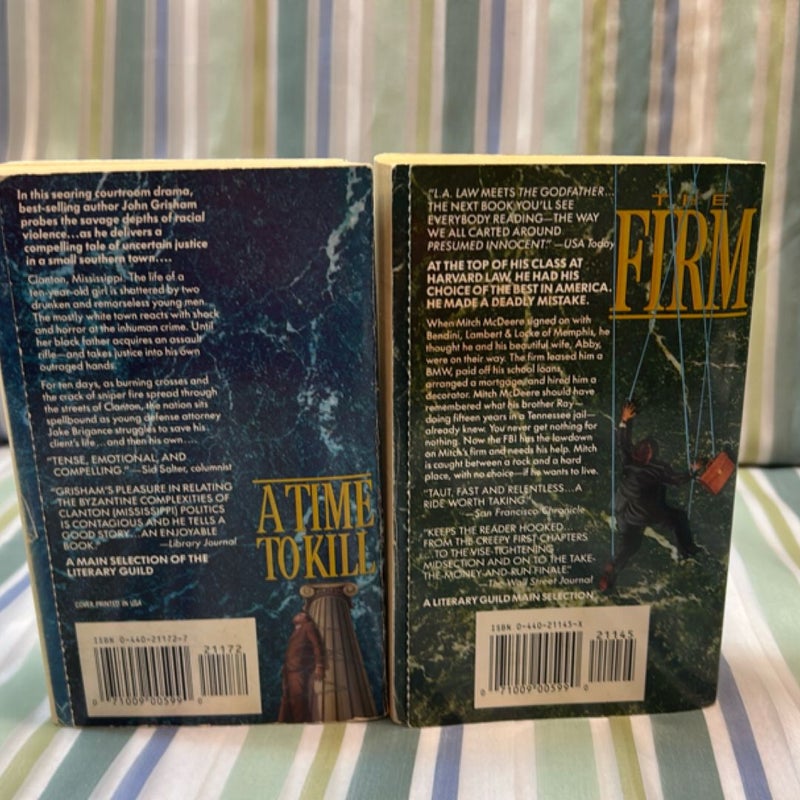 In this searing courtroom drama,
best-selling author John Grisham
probes the savage depths of racial
violence...as he delivers a
compelling tale of uncertain justice
in a small southern town....
Clanton, Mississippi. The life of a
ten-year-old girl is shattered by two
drunken and remorseless young men.
The mostly white town reacts with shock
and horror at the inhuman crime. Until
her black father acquires an assault
rifle—and takes justice into his own
outraged hands.
For ten days, as burning crosses and
the crack of sniper fire spread through
the streets of Clanton, the nation sits
spellbound as young defense attorney
Jake Brigance struggles to save his
client's life...and then his own....
"TENSE, EMOTIONAL, AND
COMPELLING." —Sid Salter, columnist
"GRISHAM'S PLEASURE IN RELATING
THE BYZANTINE COMPLEXITIES OF
CLANTON (MISSISSIPPI) POLITICS
IS CONTAGIOUS AND HE TELLS A
GOOD STORY...AN ENJOYABLE
BOOK." —Library Journal
A MAIN SELECTION OF THE
LITERARY GUILD
A TIME
TO KILL
COVER PRINTED IN USA
ISBN 0-440-21172-7
21172
0 71009 00599 0
"L.A. LAW MEETS THE GODFATHER...
THE NEXT BOOK YOU'LL SEE
EVERYBODY READING—THE WAY
WE ALL CARTED AROUND
PRESUMED INNOCENT." —USA Today
THE
FIRM
AT THE TOP OF HIS CLASS AT
HARVARD LAW, HE HAD HIS
CHOICE OF THE BEST IN AMERICA.
HE MADE A DEADLY MISTAKE.
When Mitch McDeere signed on with
Bendini, Lambert & Locke of Memphis, he
thought he and his beautiful wife, Abby,
were on their way. The firm leased him a
BMW, paid off his school loans,
arranged a mortgage, and hired him a
decorator. Mitch McDeere should have
remembered what his brother Ray—
doing fifteen years in a Tennessee jail—
already knew. You never get nothing for
nothing. Now the FBI has the lowdown
on Mitch's firm and needs his help. Mitch
is caught between a rock and a hard
place, with no choice—if he wants to live.
"TAUT, FAST AND RELENTLESS...A
RIDE WORTH TAKING."
—San Francisco Chronicle
"KEEPS THE READER HOOKED...
FROM THE CREEPY FIRST CHAPTERS
...TO THE VISE-TIGHTENING
MIDSECTION AND ON TO THE TAKE-
THE-MONEY-AND-RUN FINALE."
—The Wall Street Journal
A LITERARY GUILD MAIN SELECTION
ISBN 0-440-21145-X
21145
0 71009 00599 0